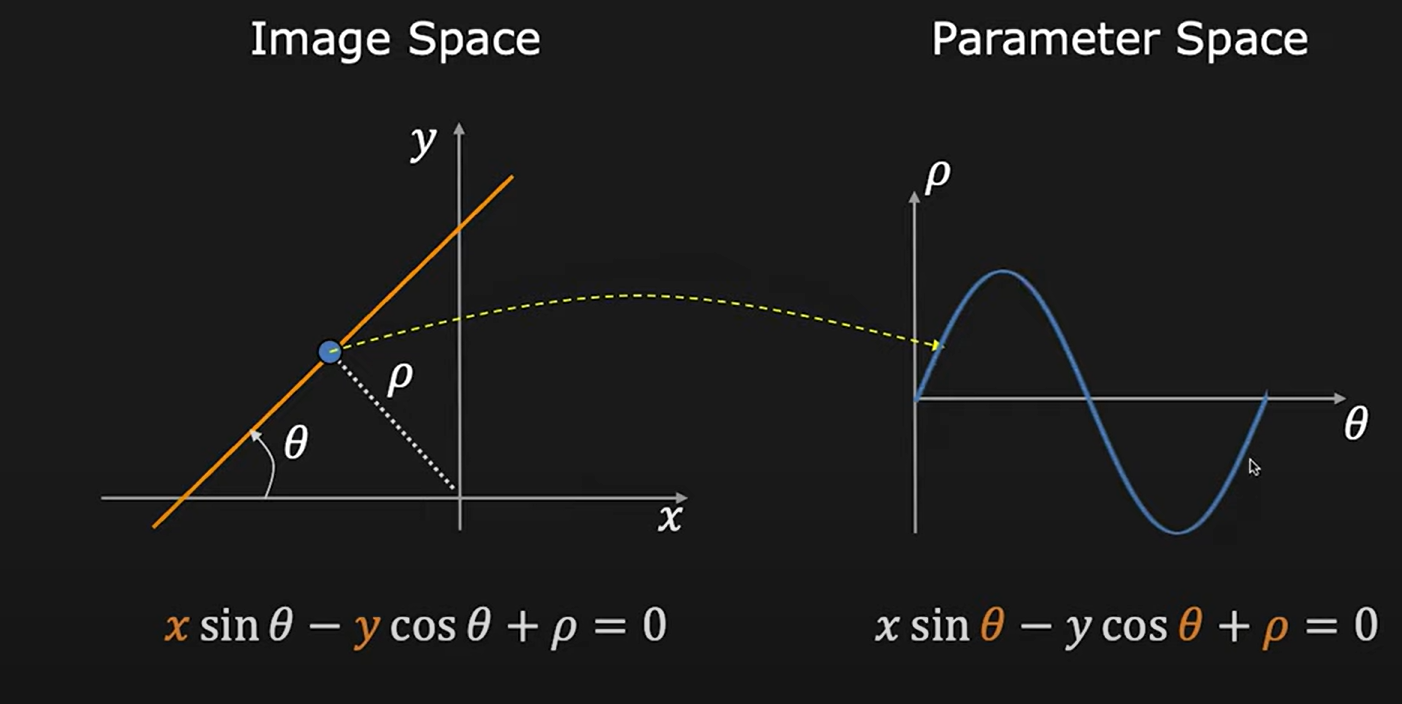 Image Space
Parameter Space
y
ρ
ρ
θ
θ
x
x sin θ − y cos θ + ρ = 0
x sin θ − y cos θ + ρ = 0